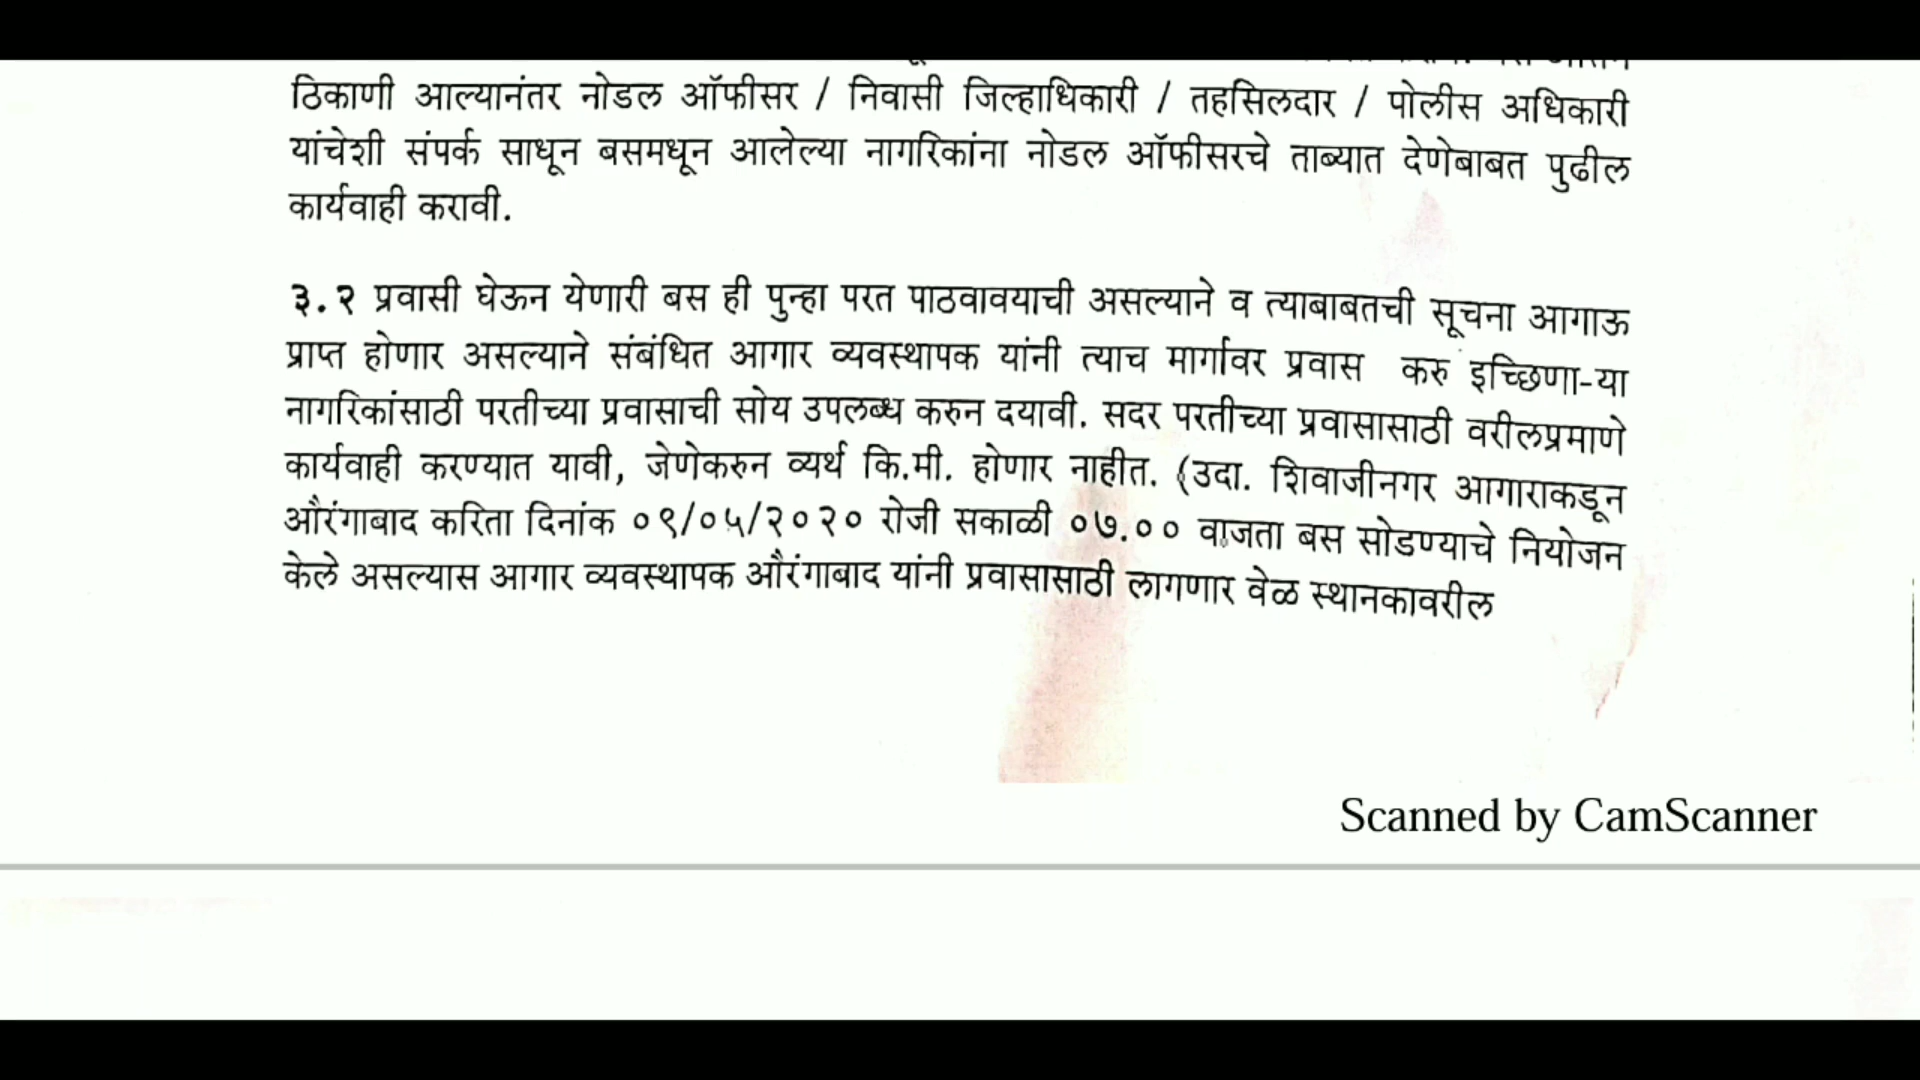 ठिकाणी आल्यानंतर नोडल ऑफीसर / निवासी जिल्हाधिकारी / तहसिलदार / पोलीस अधिकारी
यांचेशी संपर्क साधून बसमधून आलेल्या नागरिकांना नोडल ऑफीसरचे ताब्यात देणेबाबत पुढील
कार्यवाही करावी.
३.२ प्रवासी घेऊन येणारी बस ही पुन्हा परत पाठवावयाची असल्याने व त्याबाबतची सूचना आगाऊ
प्राप्त होणार असल्याने संबंधित आगार व्यवस्थापक यांनी त्याच मार्गावर प्रवास करु इच्छिणा-या
नागरिकांसाठी परतीच्या प्रवासाची सोय उपलब्ध करुन दयावी. सदर परतीच्या प्रवासासाठी वरीलप्रमाणे
कार्यवाही करण्यात यावी, जेणेकरुन व्यर्थ कि.मी. होणार नाहीत. (उदा. शिवाजीनगर आगाराकडून
औरंगाबाद करिता दिनांक ०९/०५/२०२० रोजी सकाळी ०७.०० वाजता बस सोडण्याचे नियोजन
केले असल्यास आगार व्यवस्थापक औरंगाबाद यांनी प्रवासासाठी लागणार वेळ स्थानकावरील
Scanned by CamScanner